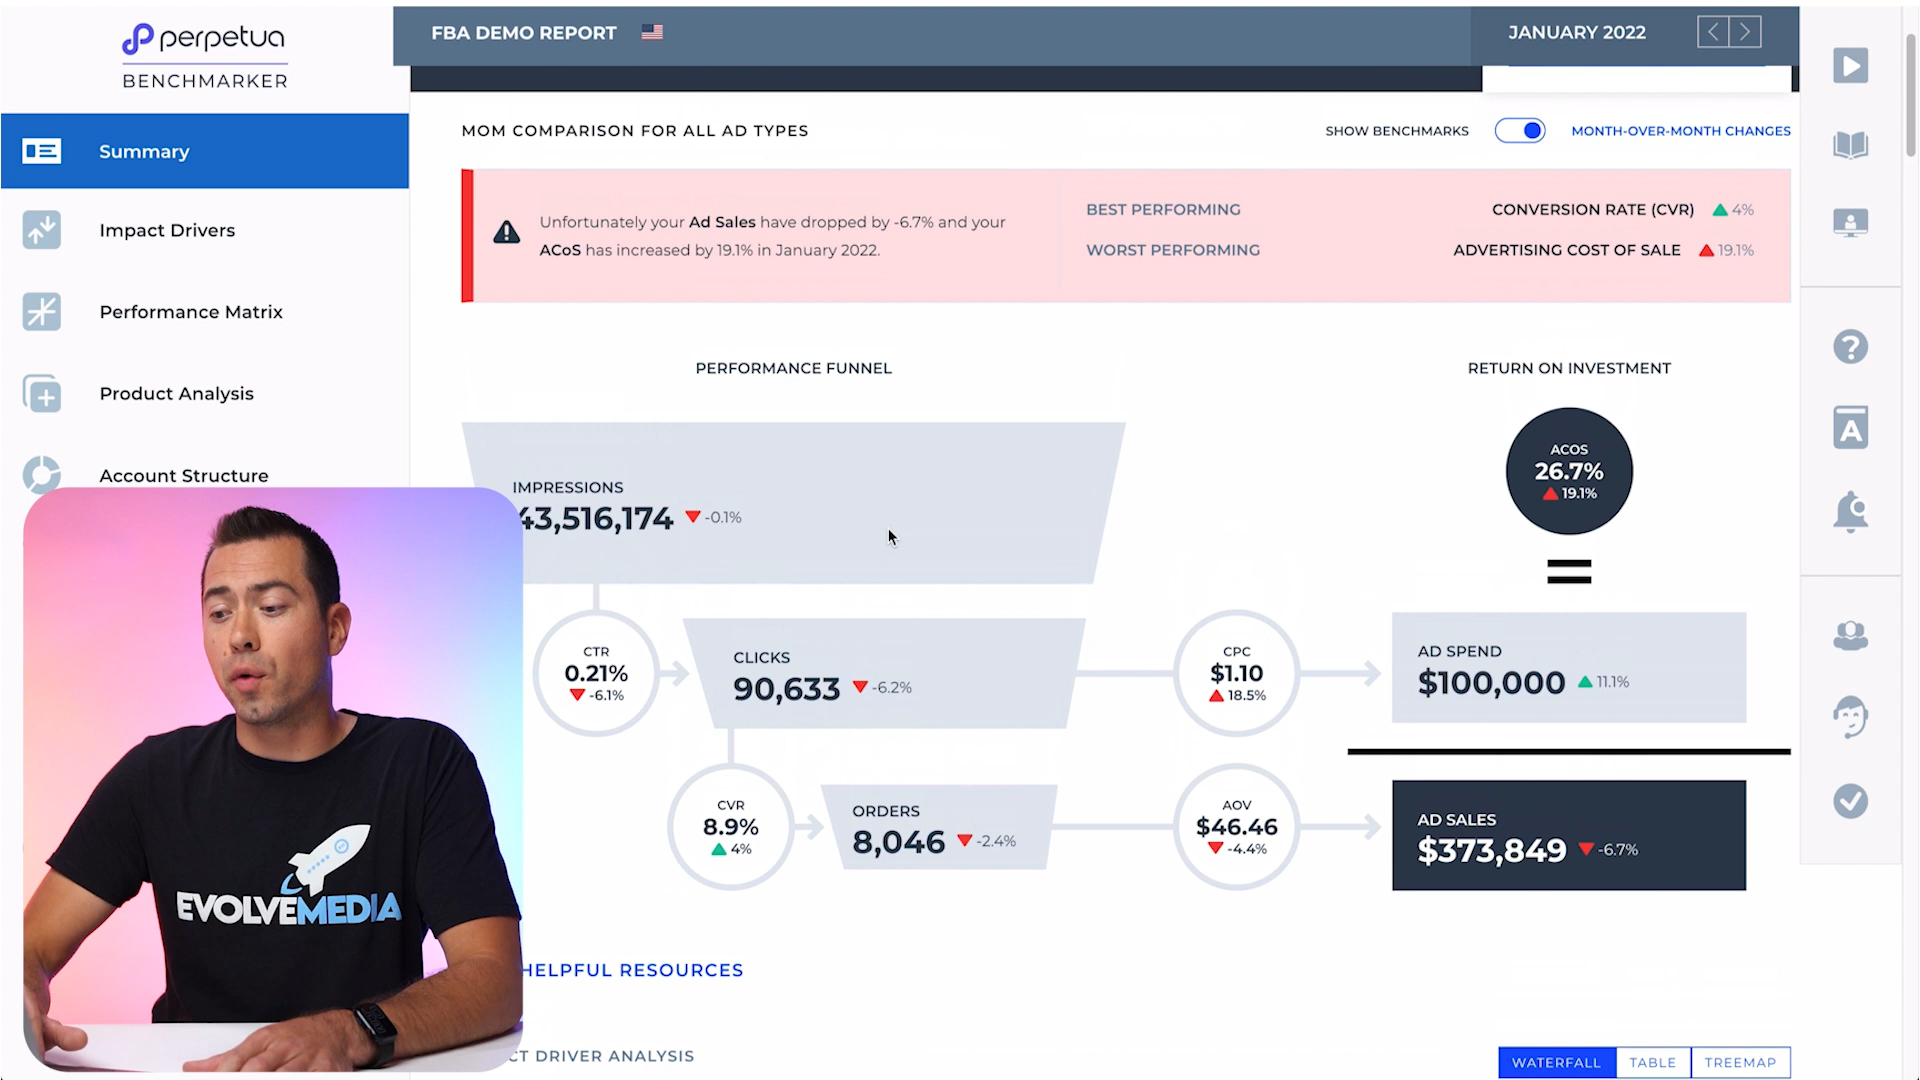 perpetua
BENCHMARKER
FBA DEMO REPORT
JANUARY 2022
Summary
Impact Drivers
Performance Matrix
Product Analysis
Account Structure
MOM COMPARISON FOR ALL AD TYPES
SHOW BENCHMARKS
MONTH-OVER-MONTH CHANGES
Unfortunately your Ad Sales have dropped by -6.7% and your
ACoS has increased by 19.1% in January 2022.
BEST PERFORMING
CONVERSION RATE (CVR) 4%
WORST PERFORMING
ADVERTISING COST OF SALE 19.1%
PERFORMANCE FUNNEL
RETURN ON INVESTMENT
IMPRESSIONS
43,516,174 -0.1%
ACOS
26.7%
19.1%
=
CTR
0.21%
-6.1%
CLICKS
90,633 -6.2%
CPC
$1.10
18.5%
AD SPEND
$100,000 11.1%
CVR
8.9%
4%
ORDERS
8,046 -2.4%
AOV
$46.46
-4.4%
AD SALES
$373,849 -6.7%
HELPFUL RESOURCES
CT DRIVER ANALYSIS
WATERFALL
TABLE
TREEMAP
?
A
EVOLVEMEDIA